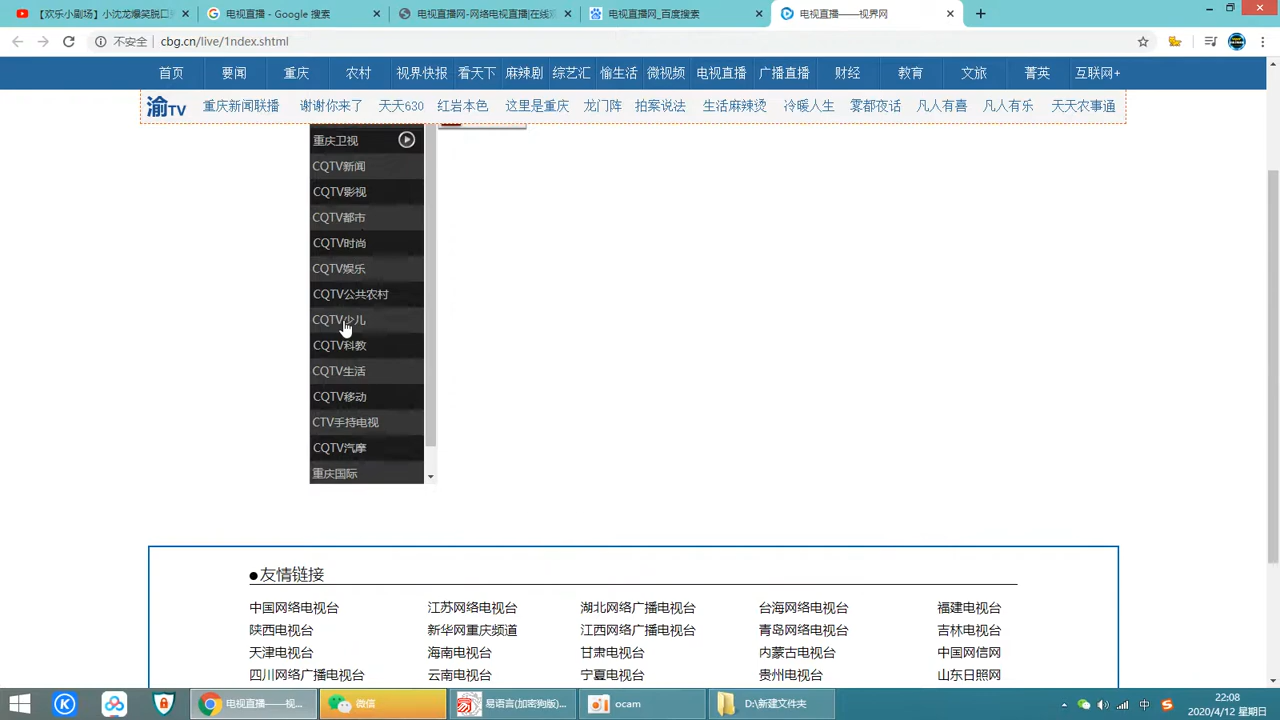 【欢乐小剧场】小沈龙爆笑脱口 电视直播 - Google 搜索 电视直播网-网络电视直播|在线观 电视直播网_百度搜索 电视直播——视界网
不安全 cbg.cn/live/1ndex.shtml
首页 要闻 重庆 农村 视界快报 看天下 麻辣剧 综艺汇 愉生活 微视频 电视直播 广播直播 财经 教育 文旅 菁英 互联网+
渝TV 重庆新闻联播 谢谢你来了 天天630 红岩本色 这里是重庆 龙门阵 拍案说法 生活麻辣烫 冷暖人生 雾都夜话 凡人有喜 凡人有乐 天天农事通
重庆卫视
CQTV新闻
CQTV影视
CQTV都市
CQTV时尚
CQTV娱乐
CQTV公共农村
CQTV少儿
CQTV科教
CQTV生活
CQTV移动
CTV手持电视
CQTV汽摩
重庆国际
●友情链接
中国网络电视台 江苏网络电视台 湖北网络广播电视台 台海网络电视台 福建电视台
陕西电视台 新华网重庆频道 江西网络广播电视台 青岛网络电视台 吉林电视台
天津电视台 海南电视台 甘肃电视台 内蒙古电视台 中国网信网
四川网络广播电视台 云南电视台 宁夏电视台 贵州电视台 山东日照网
电视直播——视... 微信 易语言(加密狗版)... ocam D:\新建文件夹 中 22:08
2020/4/12 星期日